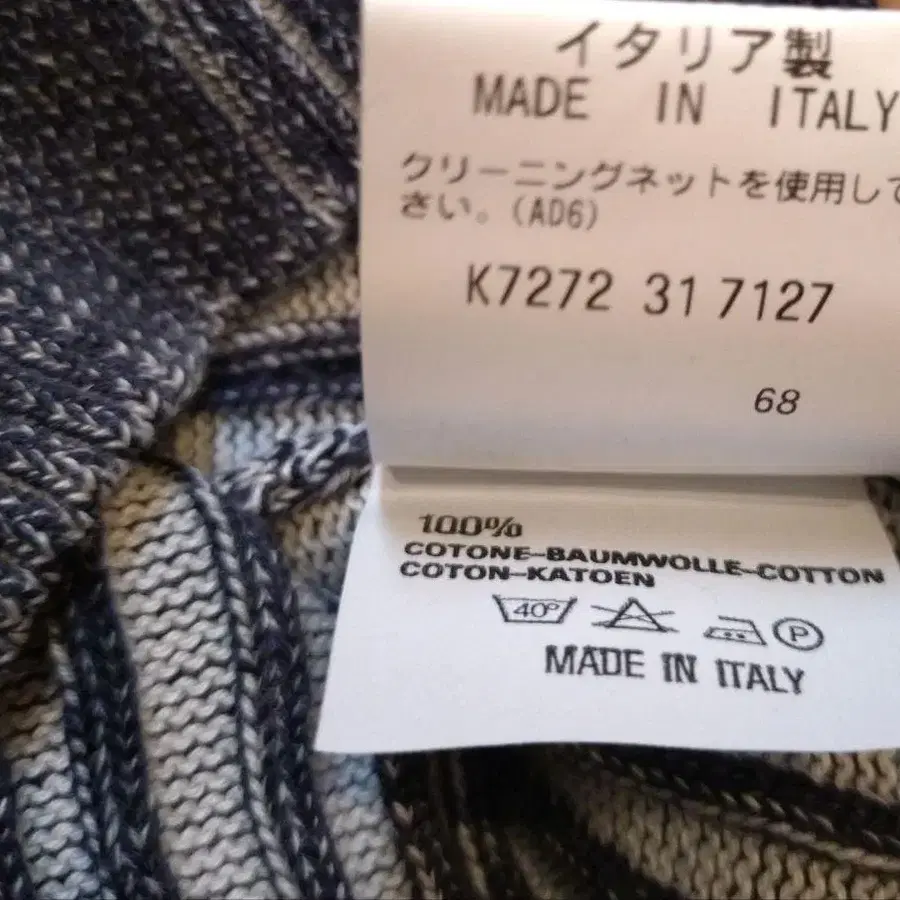 イタリア製
MADE IN ITALY
クリーニングネットを使用して
さい。(AD6)
K7272 31 7127
68
100%
COTONE-BAUMWOLLE-COTTON
COTON-KATOEN
40° P
MADE IN ITALY